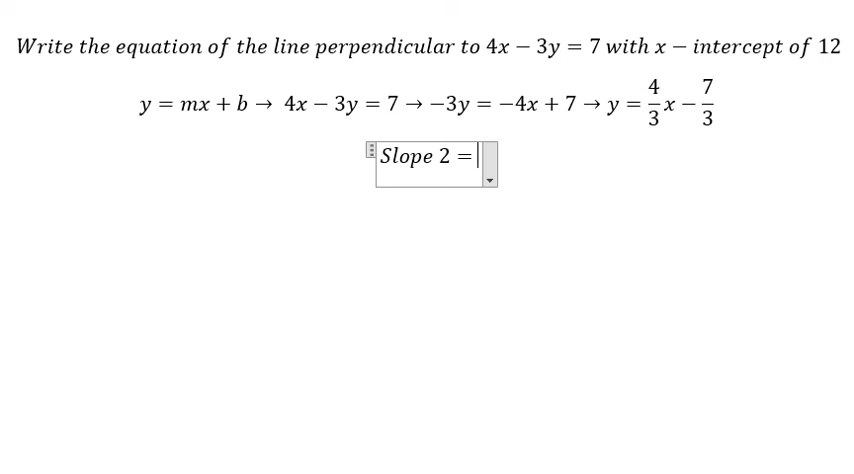 Write the equation of the line perpendicular to 4x − 3y = 7 with x − intercept of 12
y = mx + b → 4x − 3y = 7 → −3y = −4x + 7 → y = 4/3 x − 7/3
Slope 2 =